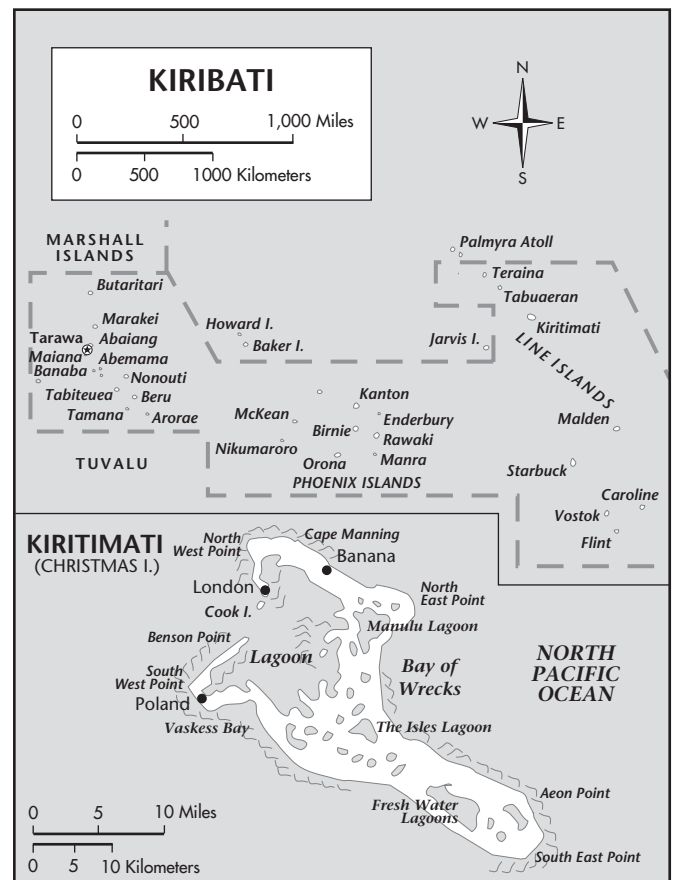 KIRIBATI
0 500 1,000 Miles
0 500 1000 Kilometers
N
W E
S
MARSHALL
ISLANDS
Butaritari
Marakei
Tarawa
Abaiang
Maiana
Abemama
Banaba
Nonouti
Tabiteuea
Beru
Tamana
Arorae
TUVALU
Howard I.
Baker I.
Palmyra Atoll
Teraina
Tabuaeran
Kiritimati
Jarvis I.
LINE ISLANDS
Kanton
McKean
Enderbury
Birnie
Rawaki
Nikumaroro
Orona
Manra
PHOENIX ISLANDS
Malden
Starbuck
Caroline
Vostok
Flint
KIRITIMATI
(CHRISTMAS I.)
North
West Point
Cape Manning
Banana
London
Cook I.
North
East Point
Manulu Lagoon
Benson Point
Lagoon
South
West Point
Poland
Bay of
Wrecks
NORTH
PACIFIC
OCEAN
Vaskess Bay
The Isles Lagoon
Aeon Point
Fresh Water
Lagoons
South East Point
0 5 10 Miles
0 5 10 Kilometers